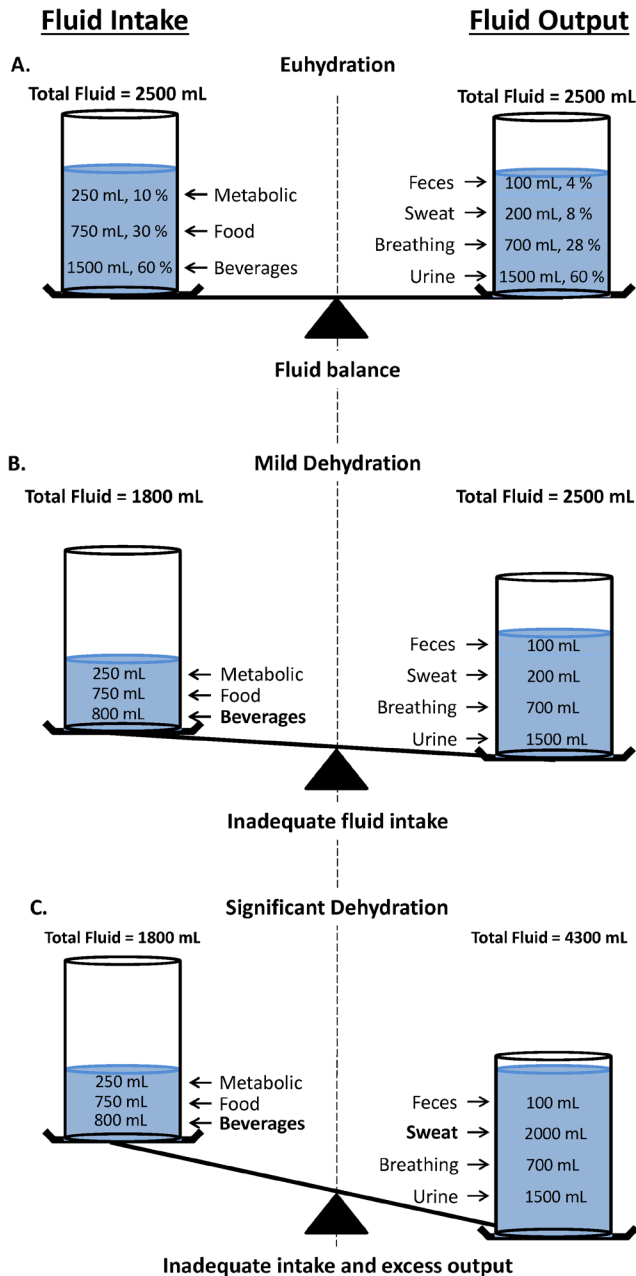 Fluid Intake
Fluid Output
A.
Euhydration
Total Fluid = 2500 mL
Total Fluid = 2500 mL
250 mL, 10 %
Metabolic
750 mL, 30 %
Food
1500 mL, 60 %
Beverages
Feces
100 mL, 4 %
Sweat
200 mL, 8 %
Breathing
700 mL, 28 %
Urine
1500 mL, 60 %
Fluid balance
B.
Mild Dehydration
Total Fluid = 1800 mL
Total Fluid = 2500 mL
250 mL
Metabolic
750 mL
Food
800 mL
Beverages
Feces
100 mL
Sweat
200 mL
Breathing
700 mL
Urine
1500 mL
Inadequate fluid intake
C.
Significant Dehydration
Total Fluid = 1800 mL
Total Fluid = 4300 mL
250 mL
Metabolic
750 mL
Food
800 mL
Beverages
Feces
100 mL
Sweat
2000 mL
Breathing
700 mL
Urine
1500 mL
Inadequate intake and excess output